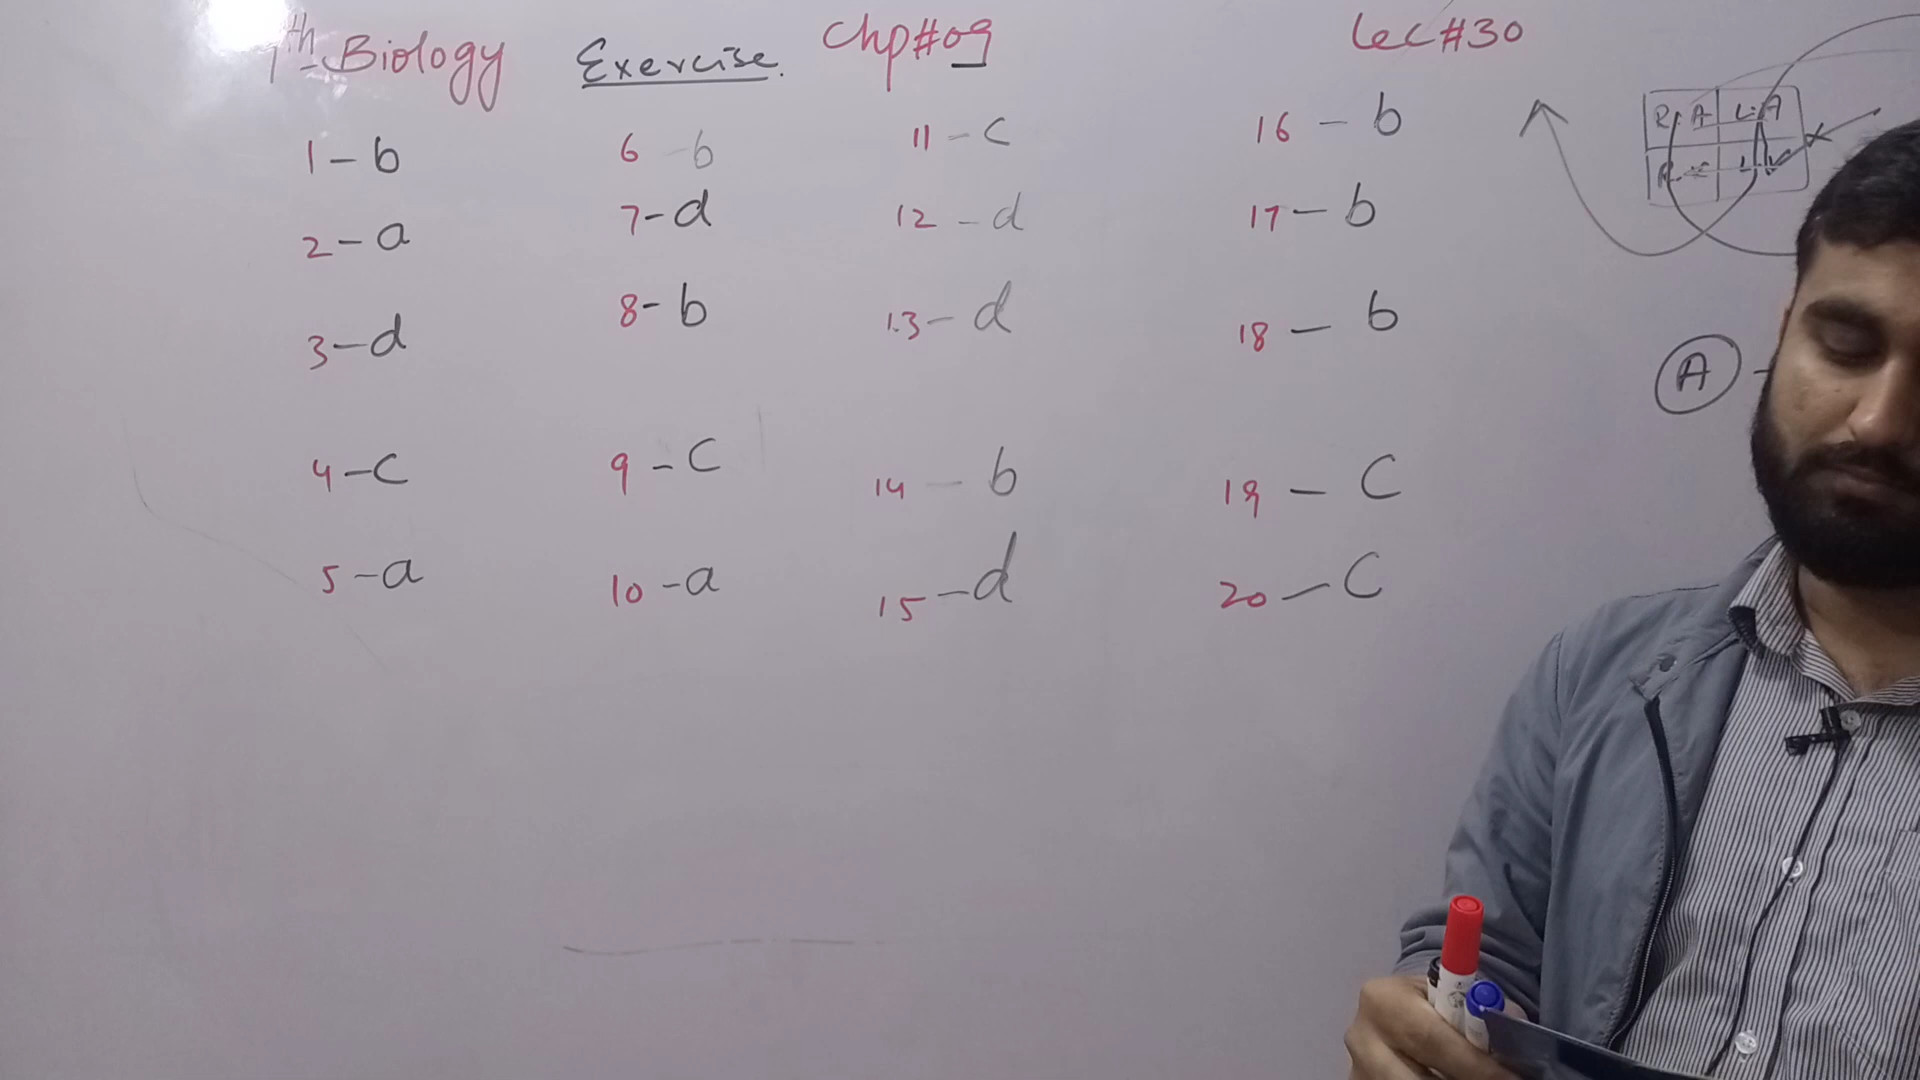 th Biology Exercise. Chp#09 Lec#30
1-b
2-a
3-d
4-c
5-a
6 b
7-d
8-b
9-c
10-a
11-c
12-d
13-d
14-b
15-d
16-b
17-b
18-b
19-c
20-c
R.A L.A
A